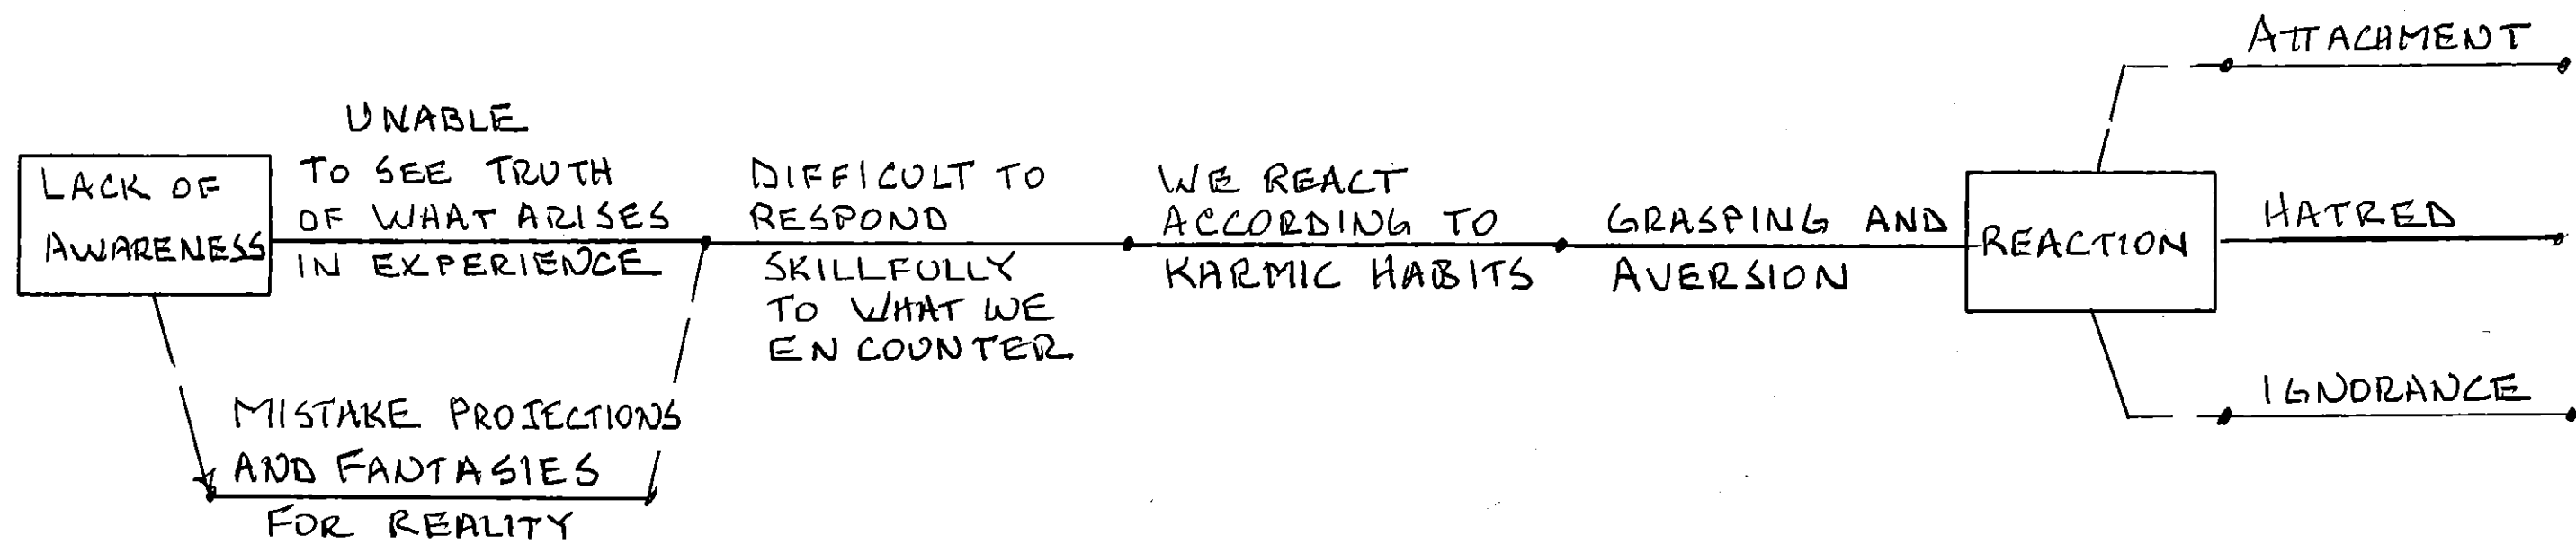 LACK OF
AWARENESS
UNABLE
TO SEE TRUTH
OF WHAT ARISES
IN EXPERIENCE
MISTAKE PROJECTIONS
AND FANTASIES
FOR REALITY
DIFFICULT TO
RESPOND
SKILLFULLY
TO WHAT WE
ENCOUNTER
WE REACT
ACCORDING TO
KARMIC HABITS
GRASPING AND
AVERSION
REACTION
ATTACHMENT
HATRED
IGNORANCE